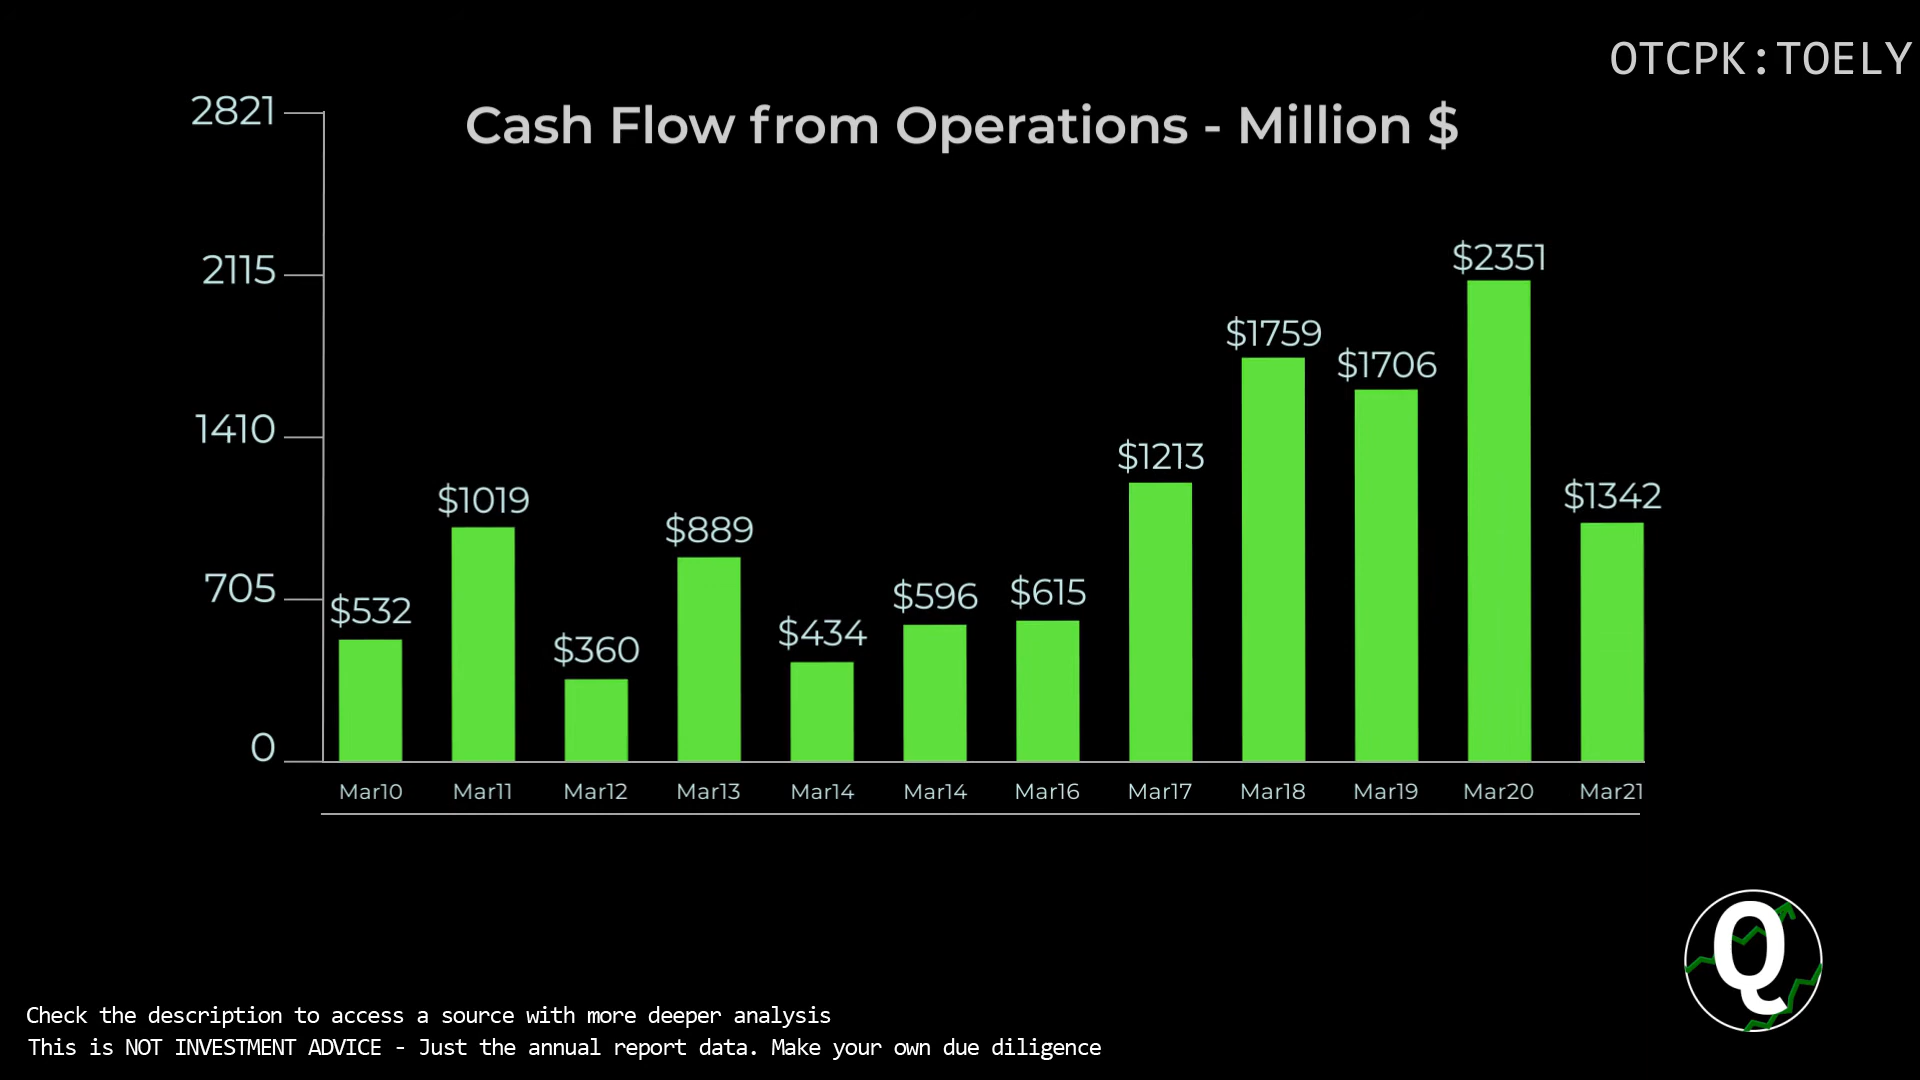 OTCPK:TOELY
Cash Flow from Operations - Million $
2821
2115
1410
705
0
$532
$1019
$360
$889
$434
$596
$615
$1213
$1759
$1706
$2351
$1342
Mar10 Mar11 Mar12 Mar13 Mar14 Mar14 Mar16 Mar17 Mar18 Mar19 Mar20 Mar21
Q
Check the description to access a source with more deeper analysis
This is NOT INVESTMENT ADVICE - Just the annual report data. Make your own due diligence